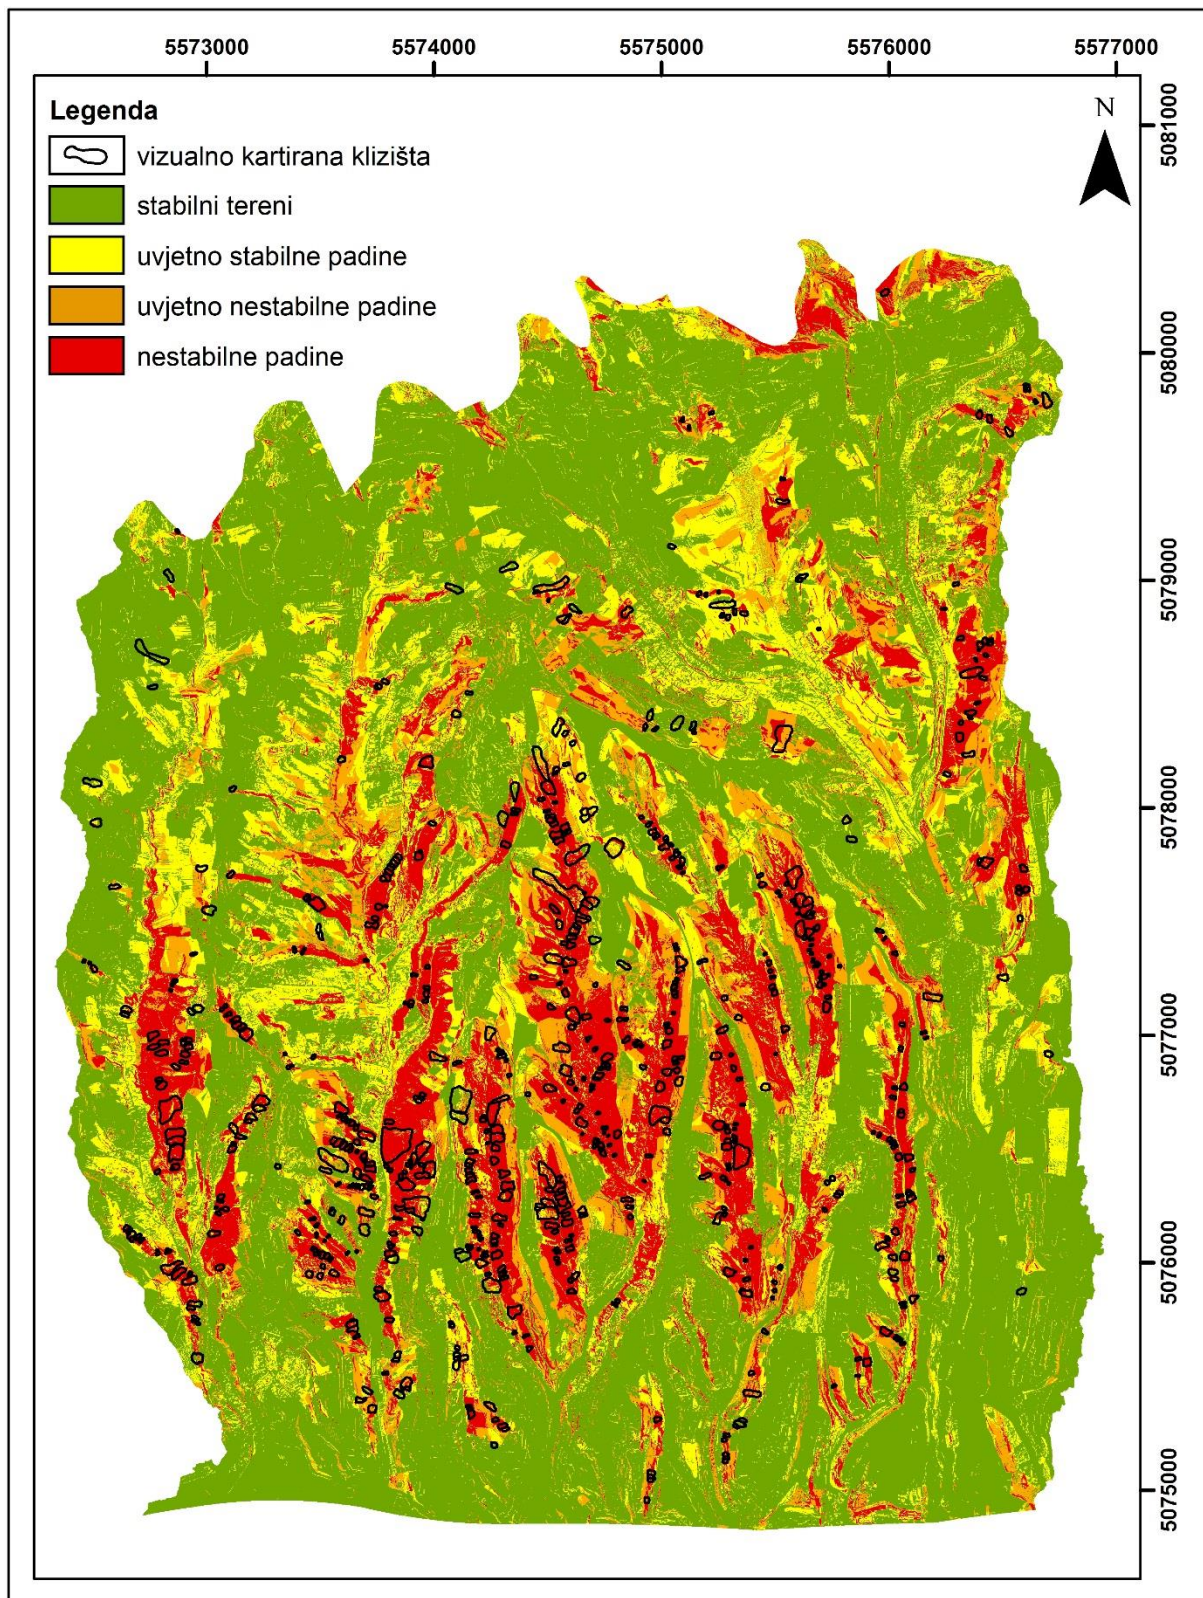 5573000 5574000 5575000 5576000 5577000
Legenda
vizualno kartirana klizišta
stabilni tereni
uvjetno stabilne padine
uvjetno nestabilne padine
nestabilne padine
N
5081000
5080000
5079000
5078000
5077000
5076000
5075000